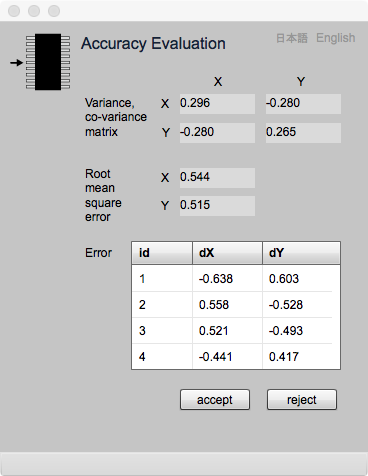 Accuracy Evaluation
日本語 English
X Y
Variance, co-variance matrix
X 0.296 -0.280
Y -0.280 0.265
Root mean square error
X 0.544
Y 0.515
Error
id dX dY
1 -0.638 0.603
2 0.558 -0.528
3 0.521 -0.493
4 -0.441 0.417
accept reject